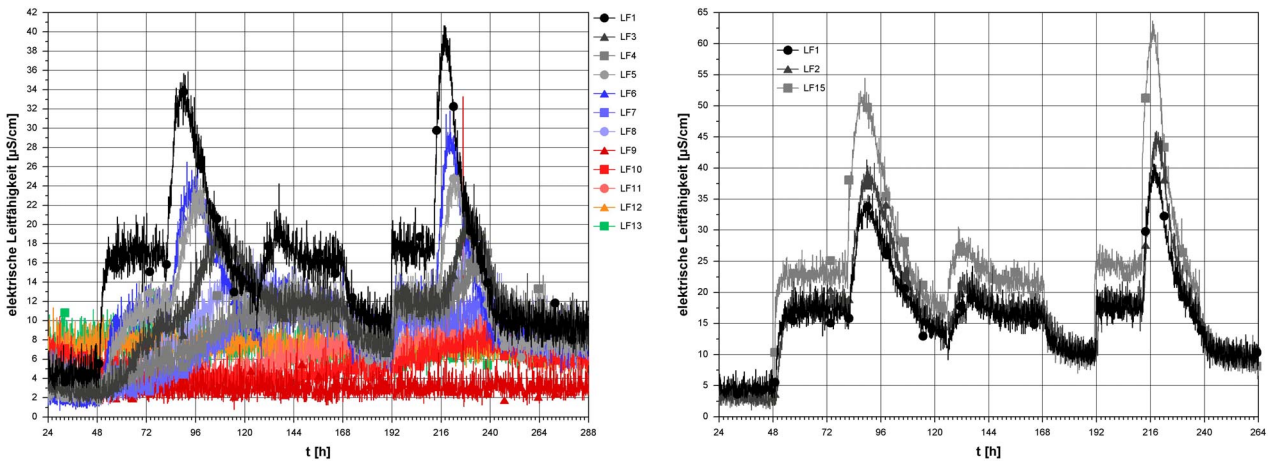 elektrische Leitfähigkeit [µS/cm]
42
40
38
36
34
32
30
28
26
24
22
20
18
16
14
12
10
8
6
4
2
0
24 48 72 96 120 144 168 192 216 240 264 288
t [h]
LF1
LF3
LF4
LF5
LF6
LF7
LF8
LF9
LF10
LF11
LF12
LF13
elektrische Leitfähigkeit [µS/cm]
65
60
55
50
45
40
35
30
25
20
15
10
5
0
24 48 72 96 120 144 168 192 216 240 264
t [h]
LF1
LF2
LF15